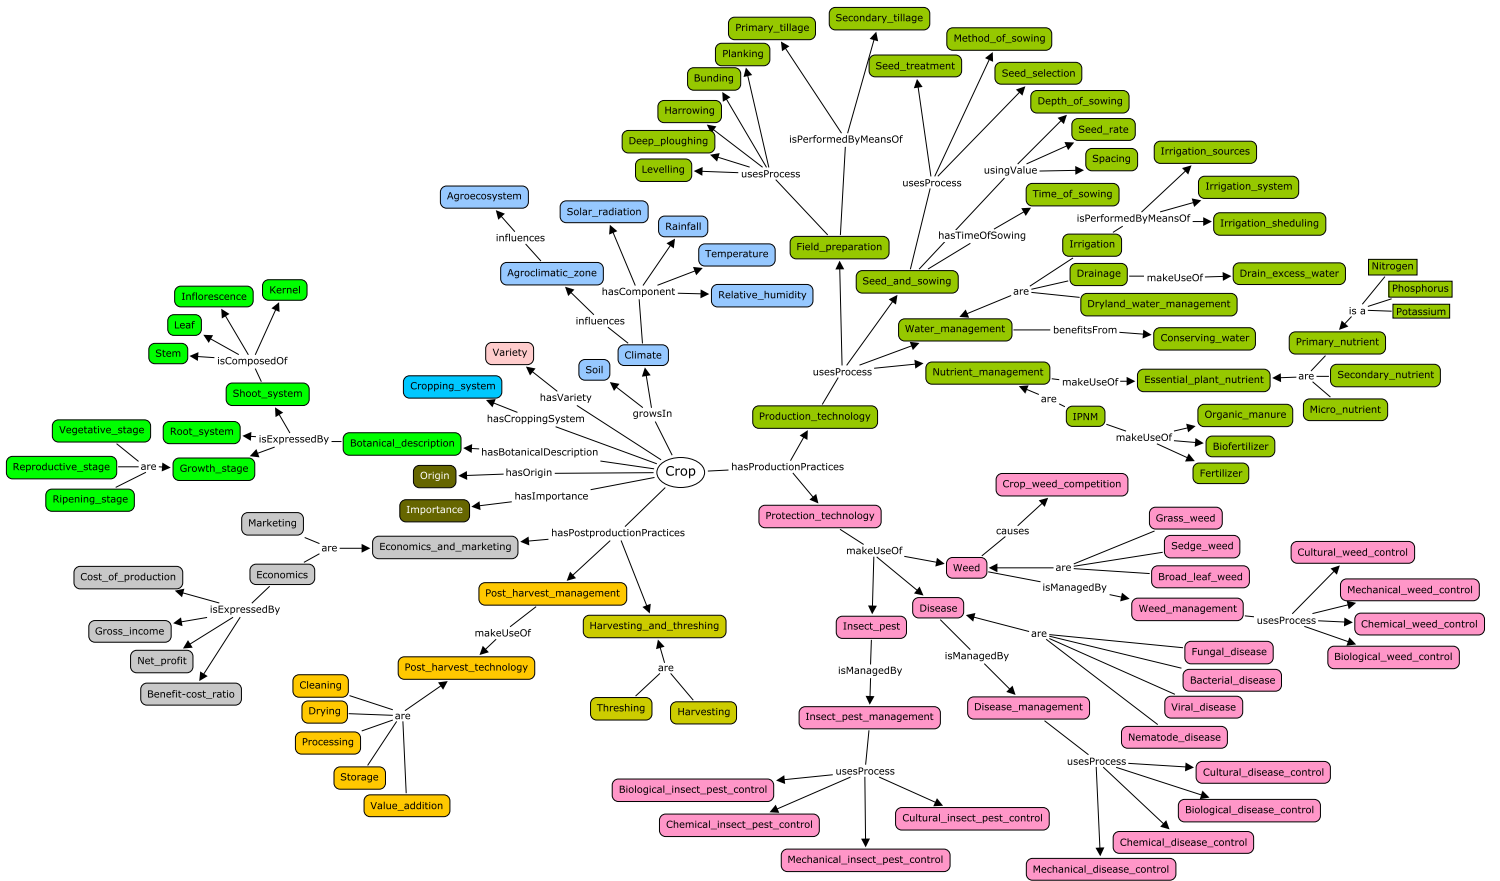 Secondary_tillage
Primary_tillage
Method_of_sowing
Planking
Seed_treatment
Seed_selection
Bunding
Depth_of_sowing
Harrowing
Seed_rate
Deep_ploughing
isPerformedByMeansOf
Irrigation_sources
Spacing
Levelling
usesProcess
usingValue
usesProcess
Irrigation_system
Time_of_sowing
Agroecosystem
Solar_radiation
isPerformedByMeansOf
Irrigation_sheduling
Rainfall
influences
hasTimeOfSowing
Field_preparation
Irrigation
Temperature
Nitrogen
Agroclimatic_zone
Seed_and_sowing
Drainage
makeUseOf
Drain_excess_water
Kernel
Inflorescence
hasComponent
Relative_humidity
are
Phosphorus
Dryland_water_management
is a
Potassium
Leaf
influences
Water_management
benefitsFrom
Conserving_water
Primary_nutrient
Stem
isComposedOf
Variety
Climate
Soil
usesProcess
Nutrient_management
makeUseOf
Essential_plant_nutrient
are
Secondary_nutrient
Cropping_system
Shoot_system
hasVariety
are
growsIn
Micro_nutrient
hasCroppingSystem
Production_technology
IPNM
Organic_manure
Vegetative_stage
Root_system
isExpressedBy
Botanical_description
makeUseOf
Biofertilizer
hasBotanicalDescription
Reproductive_stage
are
Growth_stage
Origin
hasOrigin
Crop
hasProductionPractices
Fertilizer
Ripening_stage
hasImportance
Importance
Crop_weed_competition
Marketing
Protection_technology
Grass_weed
hasPostproductionPractices
causes
are
Economics_and_marketing
makeUseOf
Sedge_weed
Cultural_weed_control
Cost_of_production
Economics
Weed
are
Broad_leaf_weed
isManagedBy
Mechanical_weed_control
Post_harvest_management
isExpressedBy
Disease
Weed_management
usesProcess
Chemical_weed_control
Gross_income
Harvesting_and_threshing
Insect_pest
makeUseOf
are
Fungal_disease
Biological_weed_control
Net_profit
Post_harvest_technology
are
isManagedBy
isManagedBy
Bacterial_disease
Cleaning
Benefit-cost_ratio
Drying
are
Threshing
Harvesting
Insect_pest_management
Disease_management
Viral_disease
Processing
Nematode_disease
Storage
usesProcess
usesProcess
Cultural_disease_control
Biological_insect_pest_control
Value_addition
Cultural_insect_pest_control
Biological_disease_control
Chemical_insect_pest_control
Chemical_disease_control
Mechanical_insect_pest_control
Mechanical_disease_control